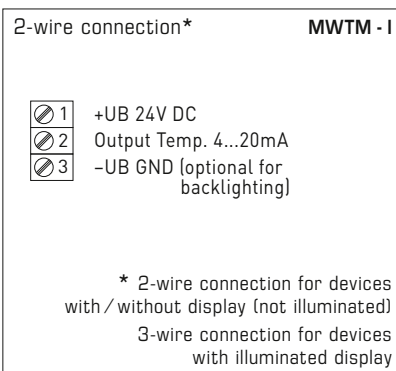 2-wire connection* MWTM - I
1 +UB 24V DC
2 Output Temp. 4...20mA
3 –UB GND (optional for
backlighting)
* 2-wire connection for devices
with / without display (not illuminated)
3-wire connection for devices
with illuminated display